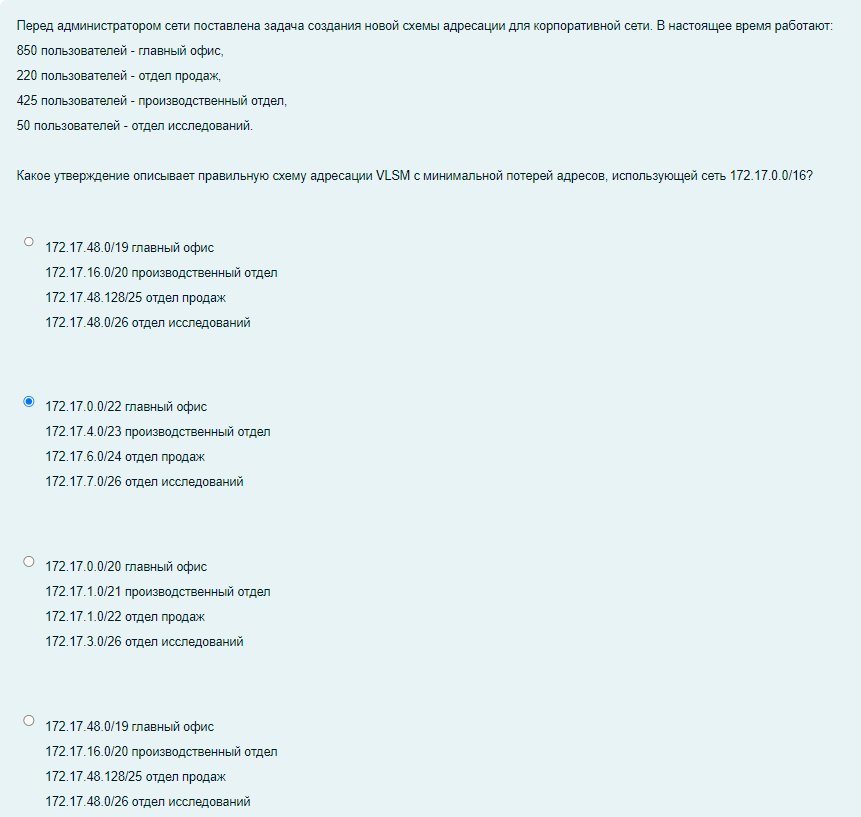 Перед администратором сети поставлена задача создания новой схемы адресации для корпоративной сети. В настоящее время работают:
850 пользователей - главный офис,
220 пользователей - отдел продаж,
425 пользователей - производственный отдел,
50 пользователей - отдел исследований.
Какое утверждение описывает правильную схему адресации VLSM с минимальной потерей адресов, использующей сеть 172.17.0.0/16?
172.17.48.0/19 главный офис
172.17.16.0/20 производственный отдел
172.17.48.128/25 отдел продаж
172.17.48.0/26 отдел исследований
172.17.0.0/22 главный офис
172.17.4.0/23 производственный отдел
172.17.6.0/24 отдел продаж
172.17.7.0/26 отдел исследований
172.17.0.0/20 главный офис
172.17.1.0/21 производственный отдел
172.17.1.0/22 отдел продаж
172.17.3.0/26 отдел исследований
172.17.48.0/19 главный офис
172.17.16.0/20 производственный отдел
172.17.48.128/25 отдел продаж
172.17.48.0/26 отдел исследований